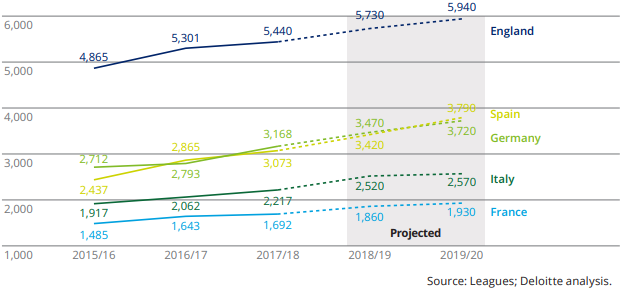 6,000
5,000
4,000
3,000
2,000
1,000
4,865 5,301 5,440 5,730 5,940
England
2,437 2,865 3,073 3,420 3,790
Spain
2,712 2,793 3,168 3,470 3,720
Germany
1,917 2,062 2,217 2,520 2,570
Italy
1,485 1,643 1,692 1,860 1,930
France
Projected
2015/16 2016/17 2017/18 2018/19 2019/20
Source: Leagues; Deloitte analysis.